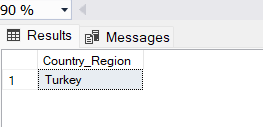 90 %
Results Messages
Country_Region
1 Turkey